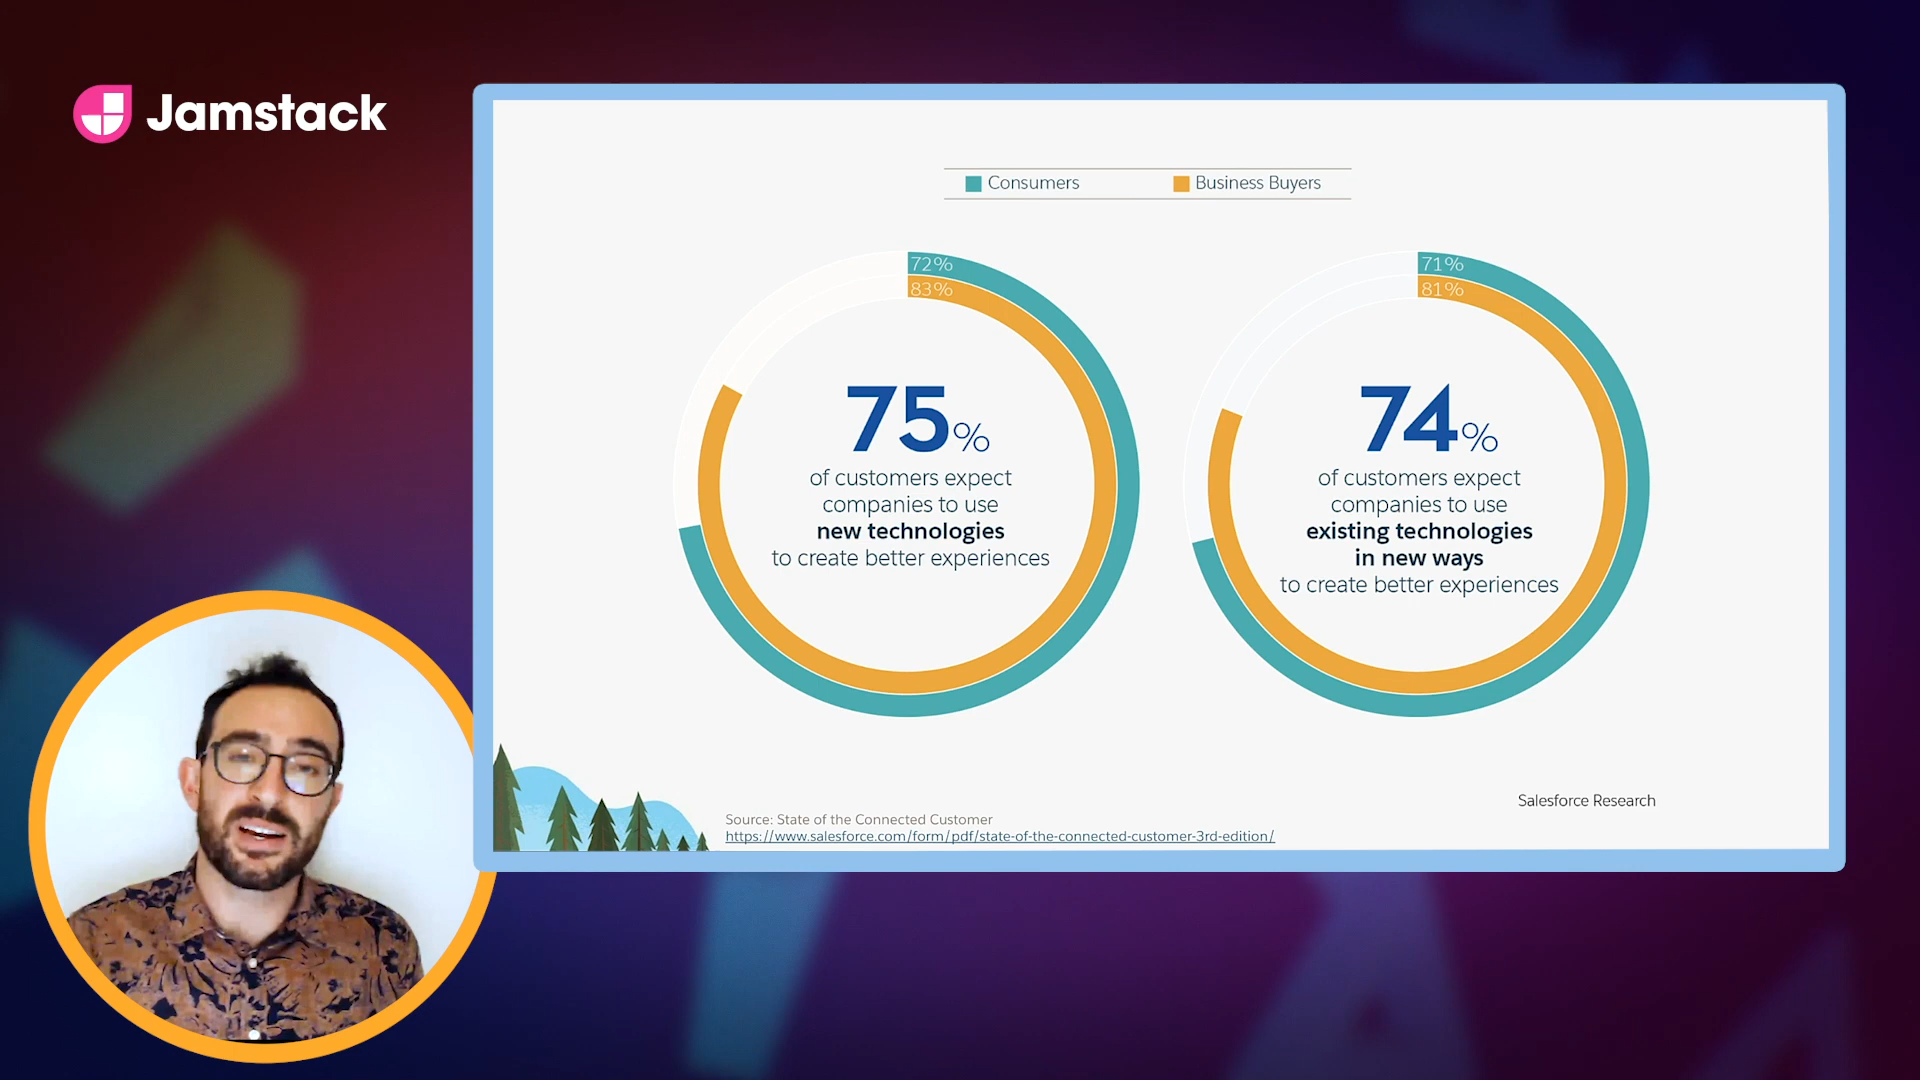 Jamstack
Consumers
Business Buyers
72%
83%
75%
of customers expect
companies to use
new technologies
to create better experiences
71%
81%
74%
of customers expect
companies to use
existing technologies
in new ways
to create better experiences
Salesforce Research
Source: State of the Connected Customer
https://www.salesforce.com/form/pdf/state-of-the-connected-customer-3rd-edition/